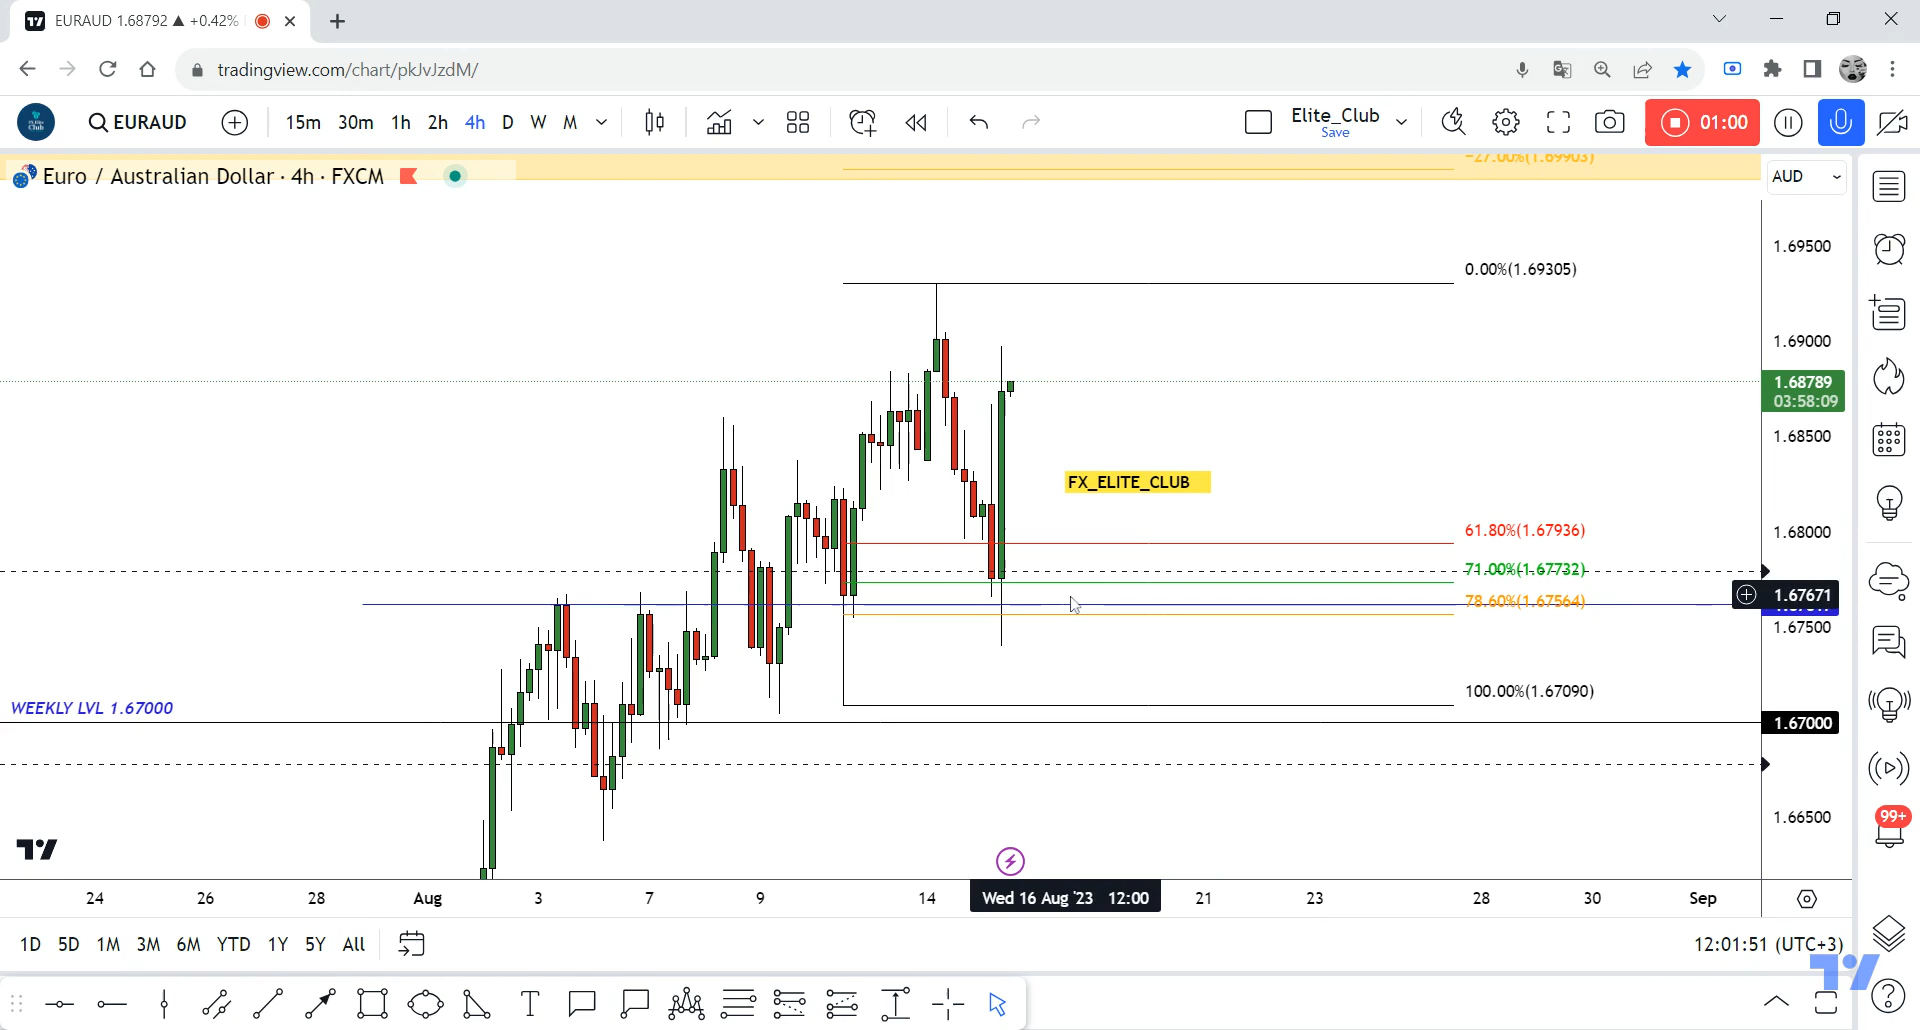 EURAUD 1.68792 ▲ +0.42%
tradingview.com/chart/pkJvJzdM/
EURAUD 15m 30m 1h 2h 4h D W M
Elite_Club
Save
01:00
Euro / Australian Dollar · 4h · FXCM
-27.00%(1.69903)
AUD
1.69500
0.00%(1.69305)
1.69000
1.68789
03:58:09
1.68500
FX_ELITE_CLUB
61.80%(1.67936)
1.68000
71.00%(1.67732)
78.60%(1.67564)
1.67671
1.67500
100.00%(1.67090)
WEEKLY LVL 1.67000
1.67000
1.66500
99+
24 26 28 Aug 3 7 9 14 Wed 16 Aug '23 12:00 21 23 28 30 Sep
1D 5D 1M 3M 6M YTD 1Y 5Y All
12:01:51 (UTC+3)